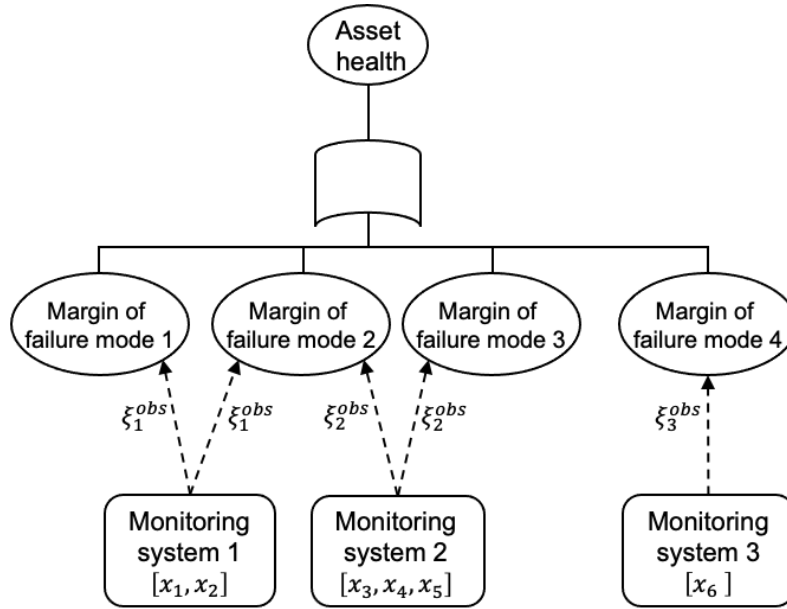 Asset
health
Margin of
failure mode 1
Margin of
failure mode 2
Margin of
failure mode 3
Margin of
failure mode 4
ξ₁ᵒᵇˢ
ξ₁ᵒᵇˢ
ξ₂ᵒᵇˢ
ξ₂ᵒᵇˢ
ξ₃ᵒᵇˢ
Monitoring
system 1
[x₁, x₂]
Monitoring
system 2
[x₃, x₄, x₅]
Monitoring
system 3
[x₆ ]